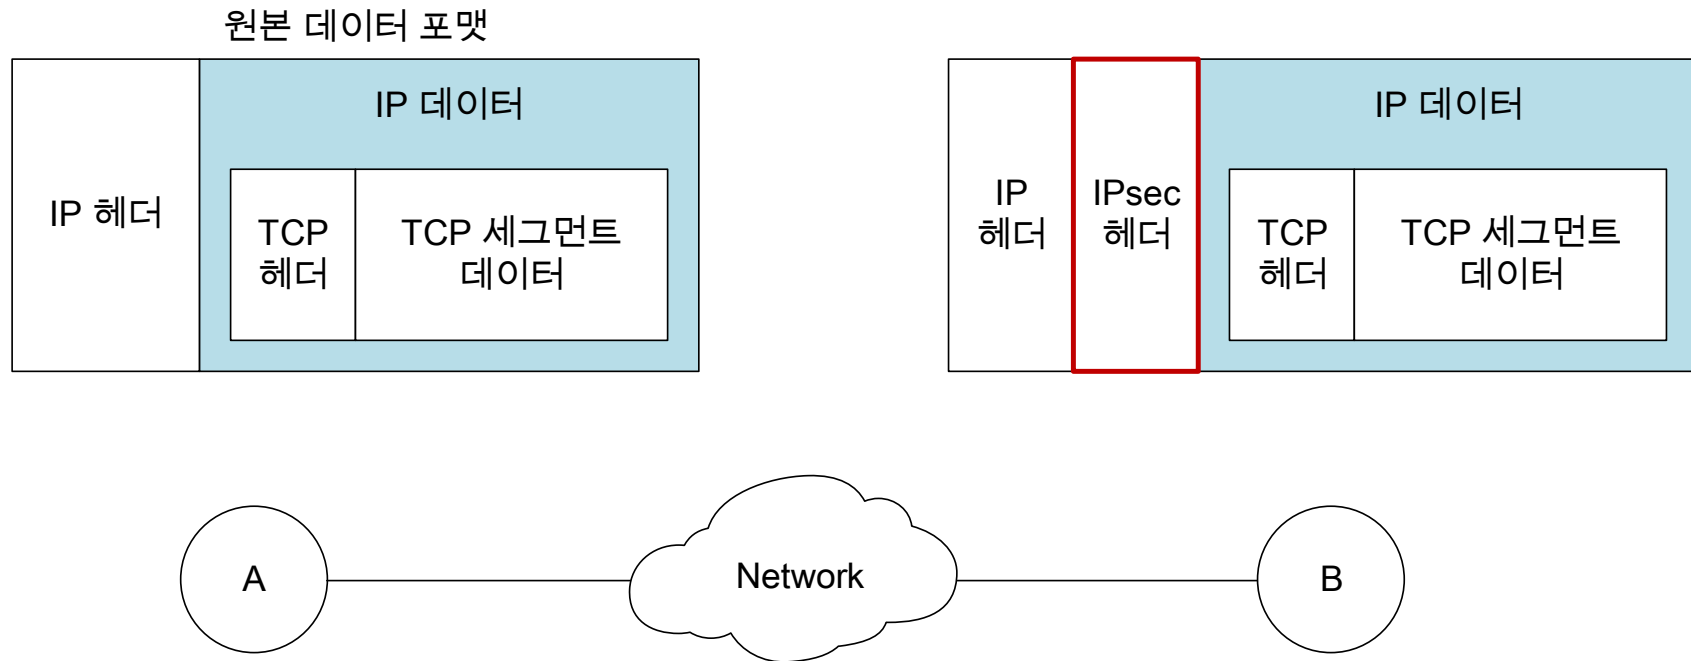 원본 데이터 포맷
IP 헤더
IP 데이터
TCP
헤더
TCP 세그먼트
데이터
IP
헤더
IPsec
헤더
IP 데이터
TCP
헤더
TCP 세그먼트
데이터
A
Network
B